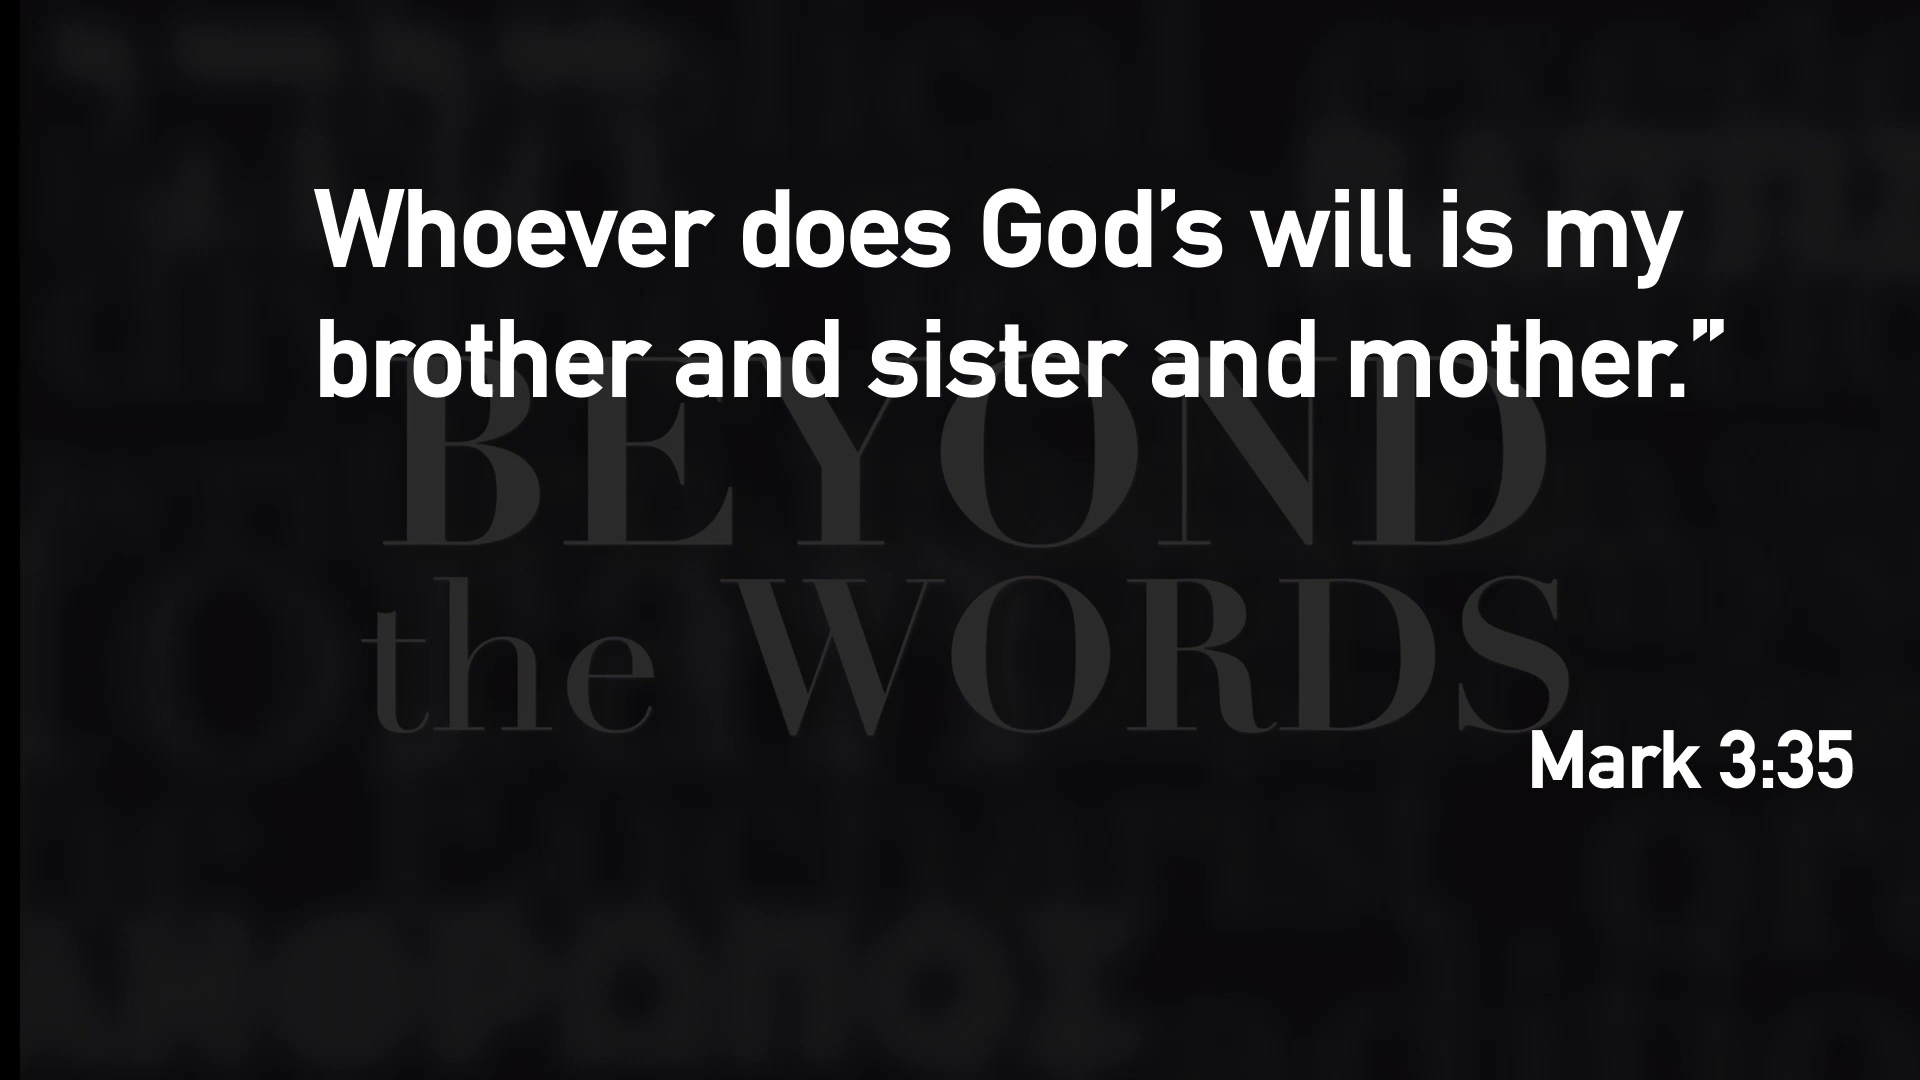 Whoever does God’s will is my
brother and sister and mother.”
BEYOND
the WORDS
Mark 3:35